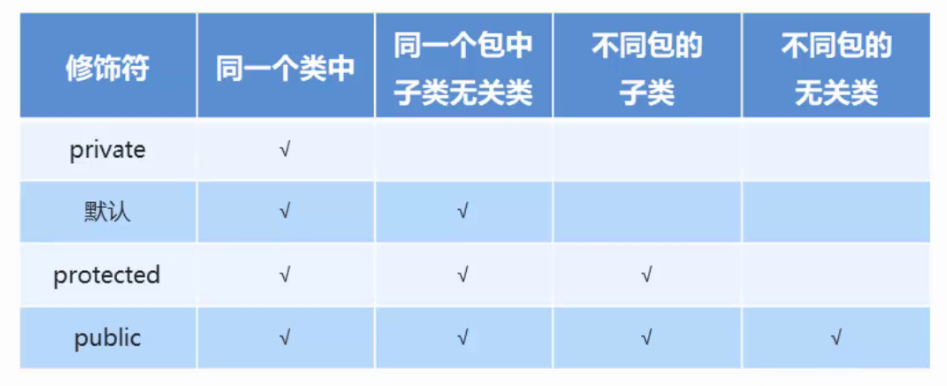 修饰符 同一个类中 同一个包中 不同包的 不同包的
子类无关类 子类 无关类
private √
默认 √ √
protected √ √ √
public √ √ √ √